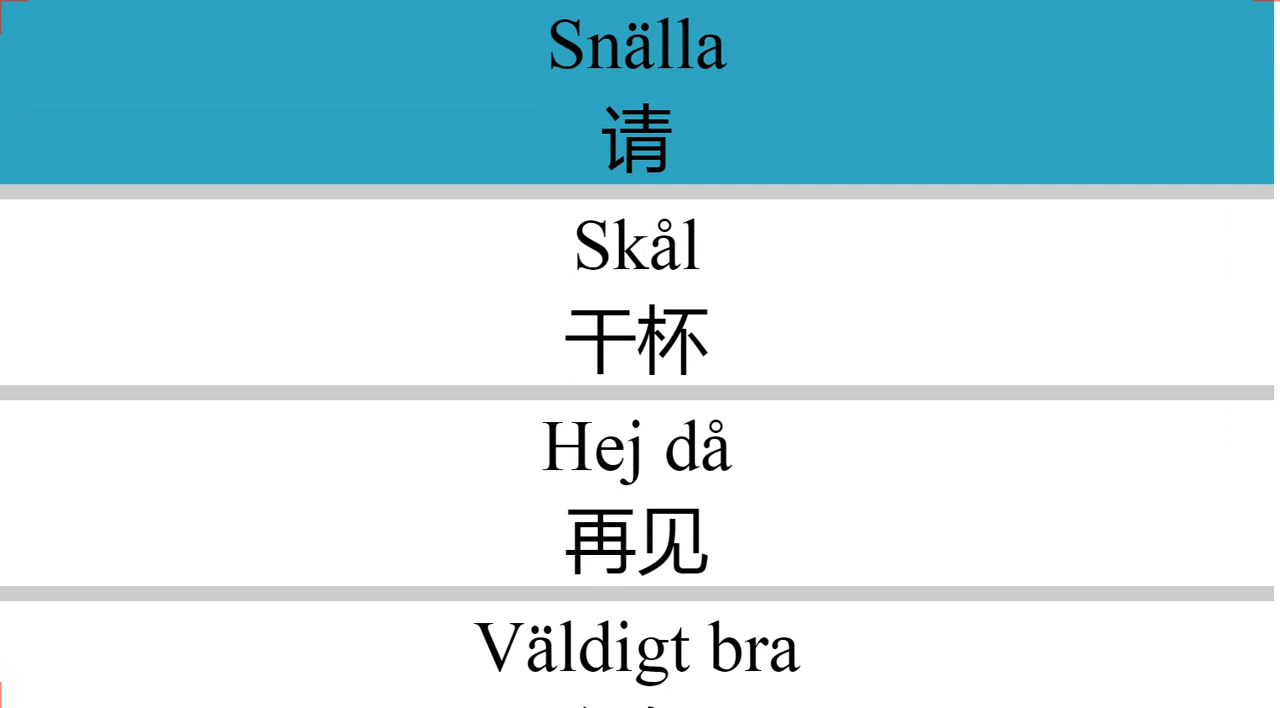 Snälla
请
Skål
干杯
Hej då
再见
Väldigt bra